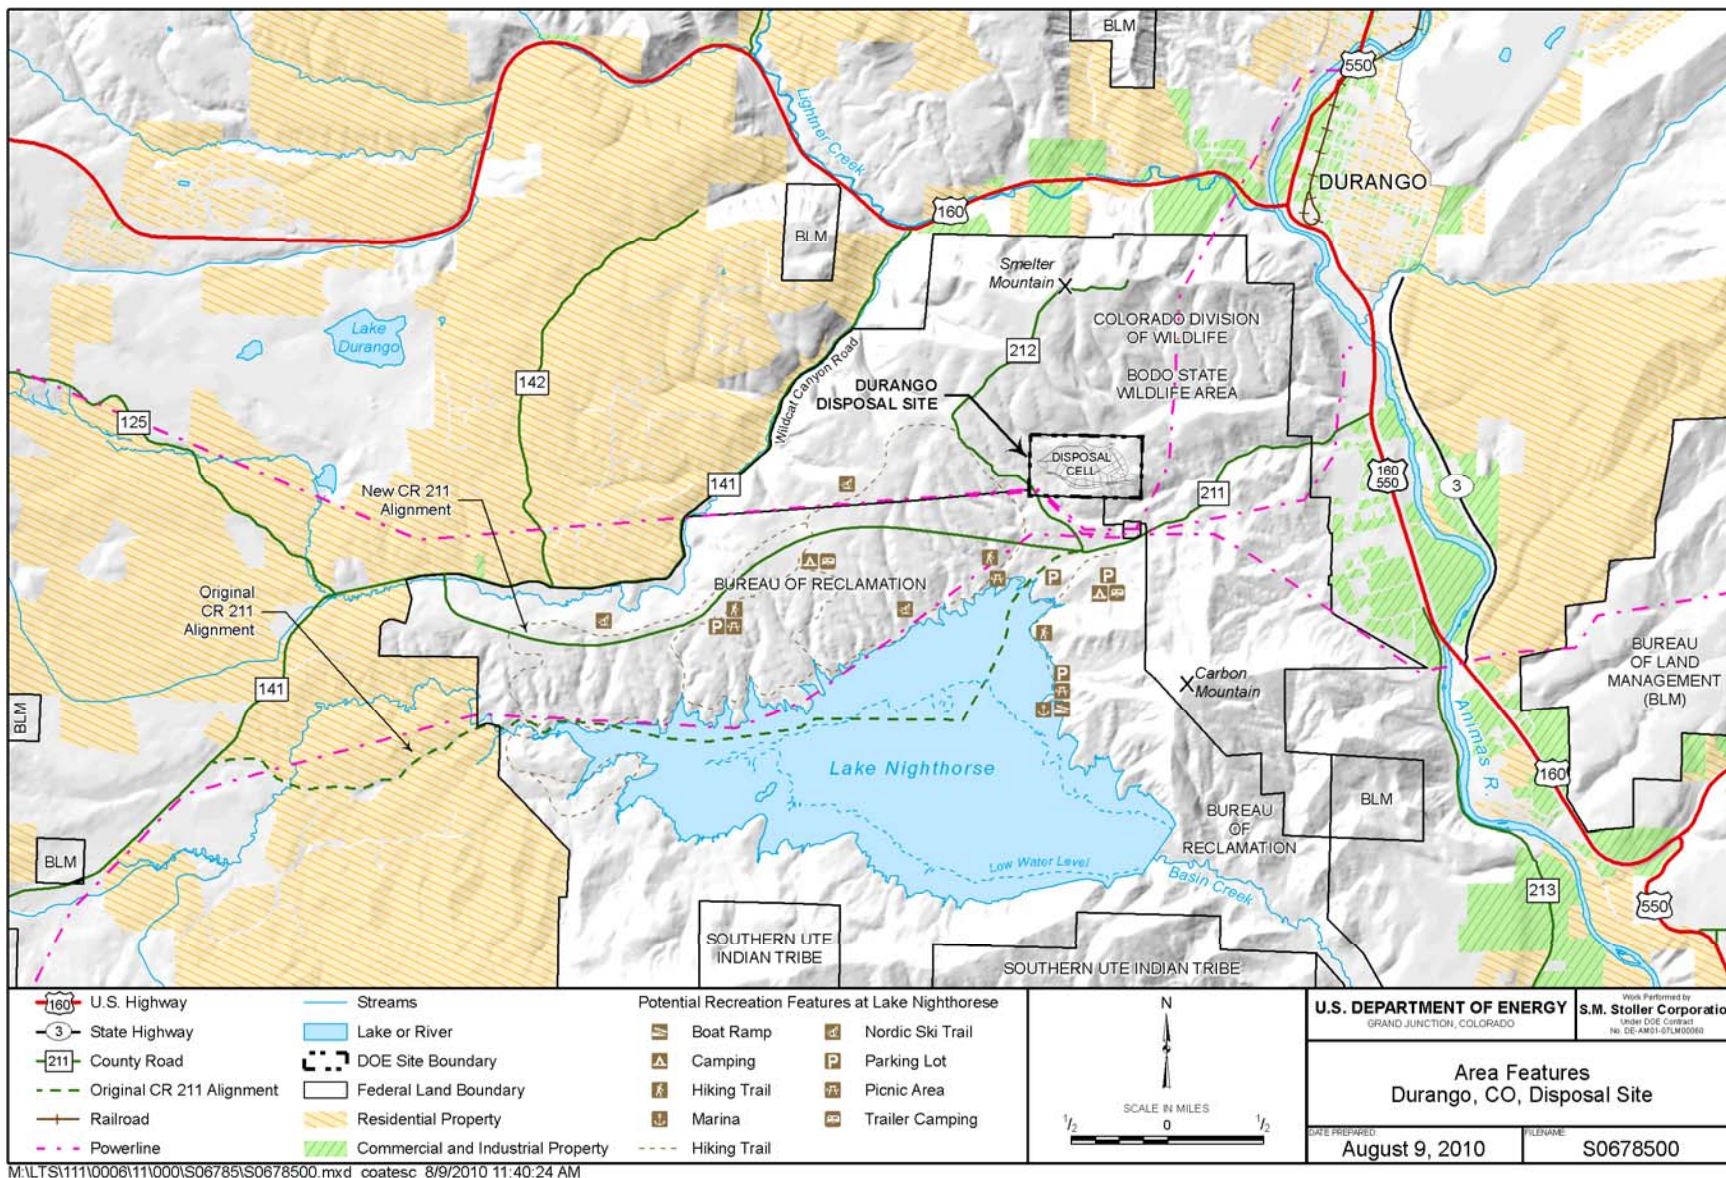 BLM
550
Lightner Creek
DURANGO
160
BLM
Smelter
Mountain
Lake
Durango
COLORADO DIVISION
OF WILDLIFE
212
Wildcat Canyon Road
142
BODO STATE
WILDLIFE AREA
DURANGO
DISPOSAL SITE
125
DISPOSAL
CELL
160
550
3
141
211
New CR 211
Alignment
BUREAU OF RECLAMATION
Original
CR 211
Alignment
141
BLM
Carbon
Mountain
BUREAU
OF LAND
MANAGEMENT
(BLM)
Animas R.
Lake Nighthorse
160
BLM
BUREAU
OF
RECLAMATION
BLM
Low Water Level
Basin Creek
213
550
SOUTHERN UTE
INDIAN TRIBE
SOUTHERN UTE INDIAN TRIBE
160 U.S. Highway
3 State Highway
211 County Road
Original CR 211 Alignment
Railroad
Powerline
Streams
Lake or River
DOE Site Boundary
Federal Land Boundary
Residential Property
Commercial and Industrial Property
Potential Recreation Features at Lake Nighthorese
Boat Ramp
Camping
Hiking Trail
Marina
Hiking Trail
Nordic Ski Trail
P Parking Lot
Picnic Area
Trailer Camping
N
SCALE IN MILES
1/2 0 1/2
U.S. DEPARTMENT OF ENERGY
GRAND JUNCTION, COLORADO
Work Performed by
S.M. Stoller Corporatio
Under DOE Contract
No. DE-AM01-07LM00060
Area Features
Durango, CO, Disposal Site
DATE PREPARED:
August 9, 2010
FILENAME:
S0678500
M:\LTS\111\0006\11\000\S06785\S0678500.mxd coatesc 8/9/2010 11:40:24 AM